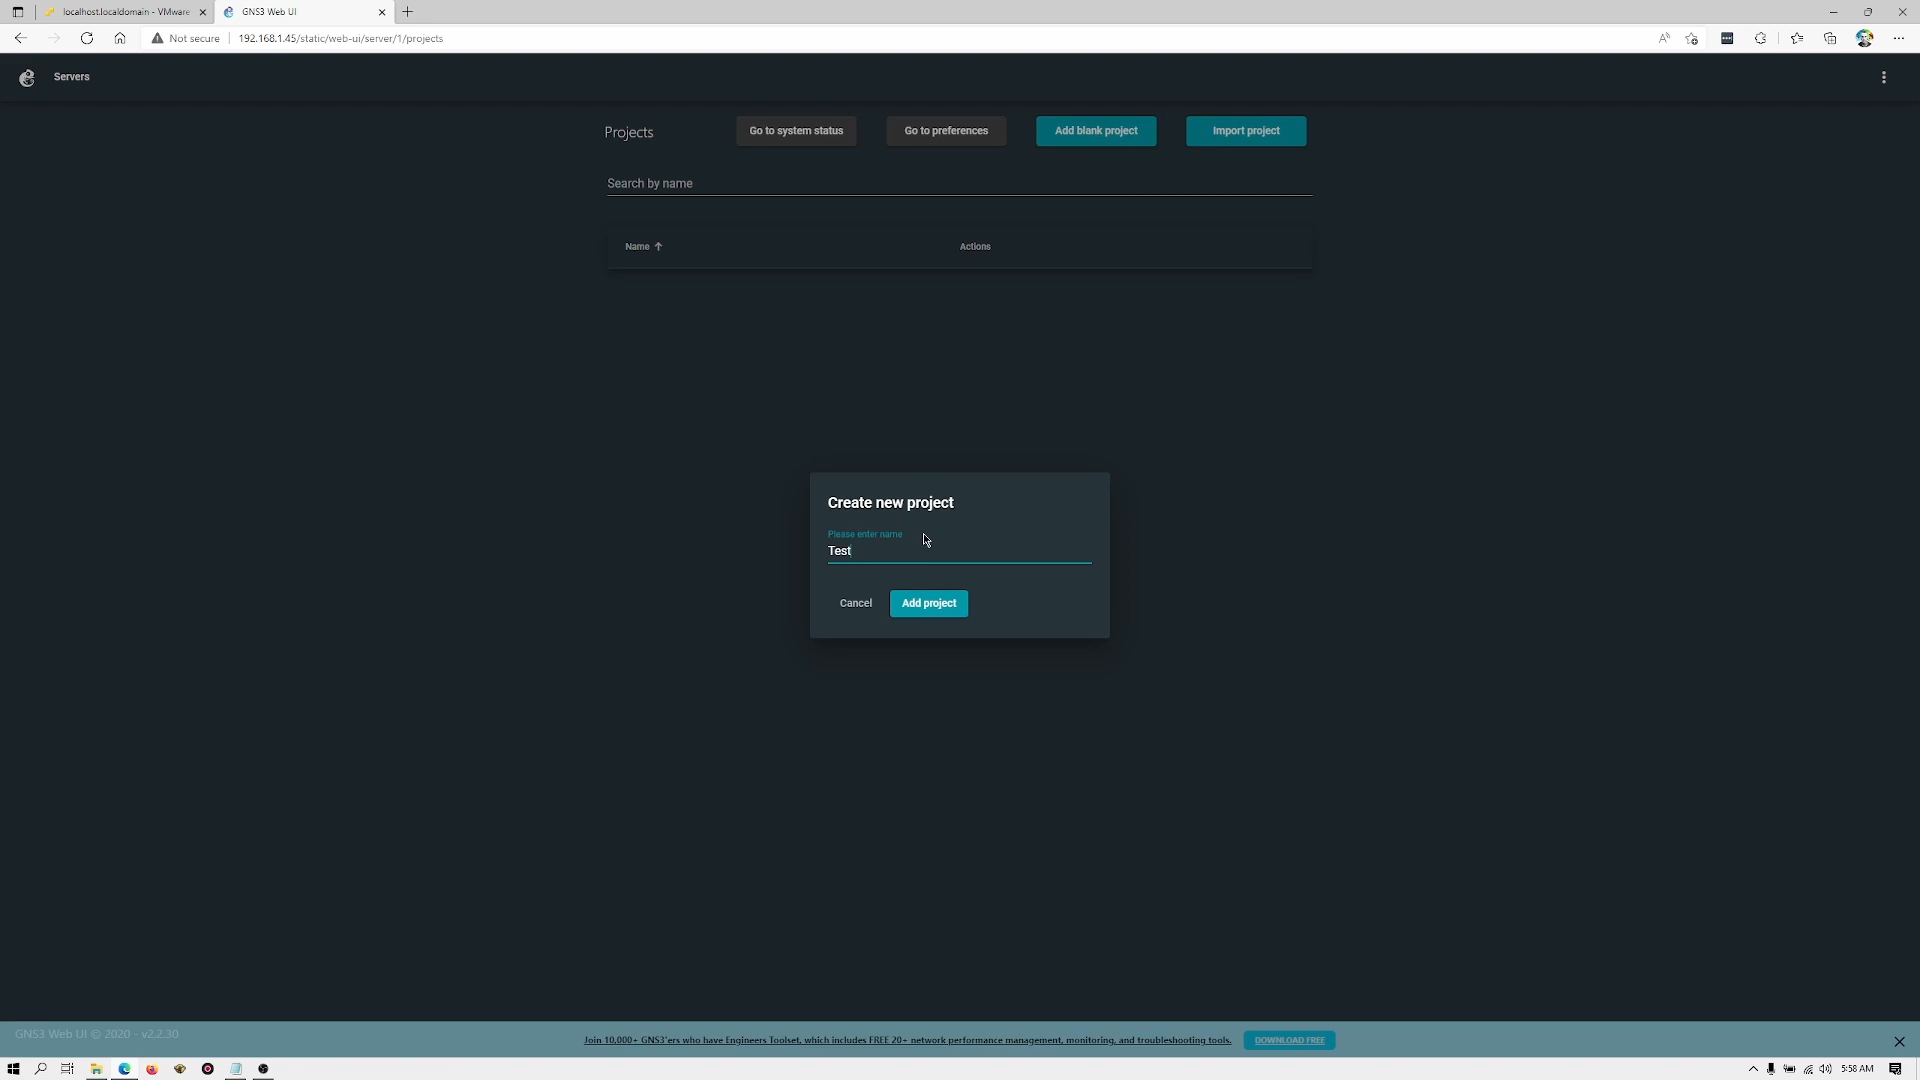 localhost.localdomain - VMware
GNS3 Web UI
Not secure
192.168.1.45/static/web-ui/server/1/projects
Servers
Projects
Go to system status
Go to preferences
Add blank project
Import project
Search by name
Name
Actions
Create new project
Please enter name
Test
Cancel
Add project
GNS3 Web UI © 2020 - v2.2.30
Join 10,000+ GNS3'ers who have Engineers Toolset, which includes FREE 20+ network performance management, monitoring, and troubleshooting tools.
DOWNLOAD FREE
5:58 AM